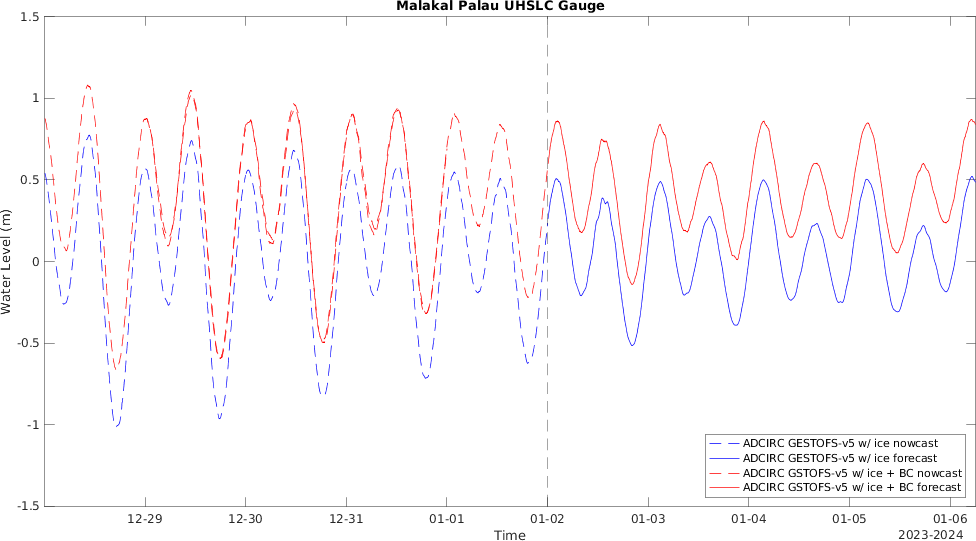 Malakal Palau UHSLC Gauge
1.5
1
0.5
0
-0.5
-1
-1.5
Water Level (m)
12-29
12-30
12-31
01-01
01-02
01-03
01-04
01-05
01-06
Time
2023-2024
ADCIRC GESTOFS-v5 w/ ice nowcast
ADCIRC GESTOFS-v5 w/ ice forecast
ADCIRC GSTOFS-v5 w/ ice + BC nowcast
ADCIRC GSTOFS-v5 w/ ice + BC forecast